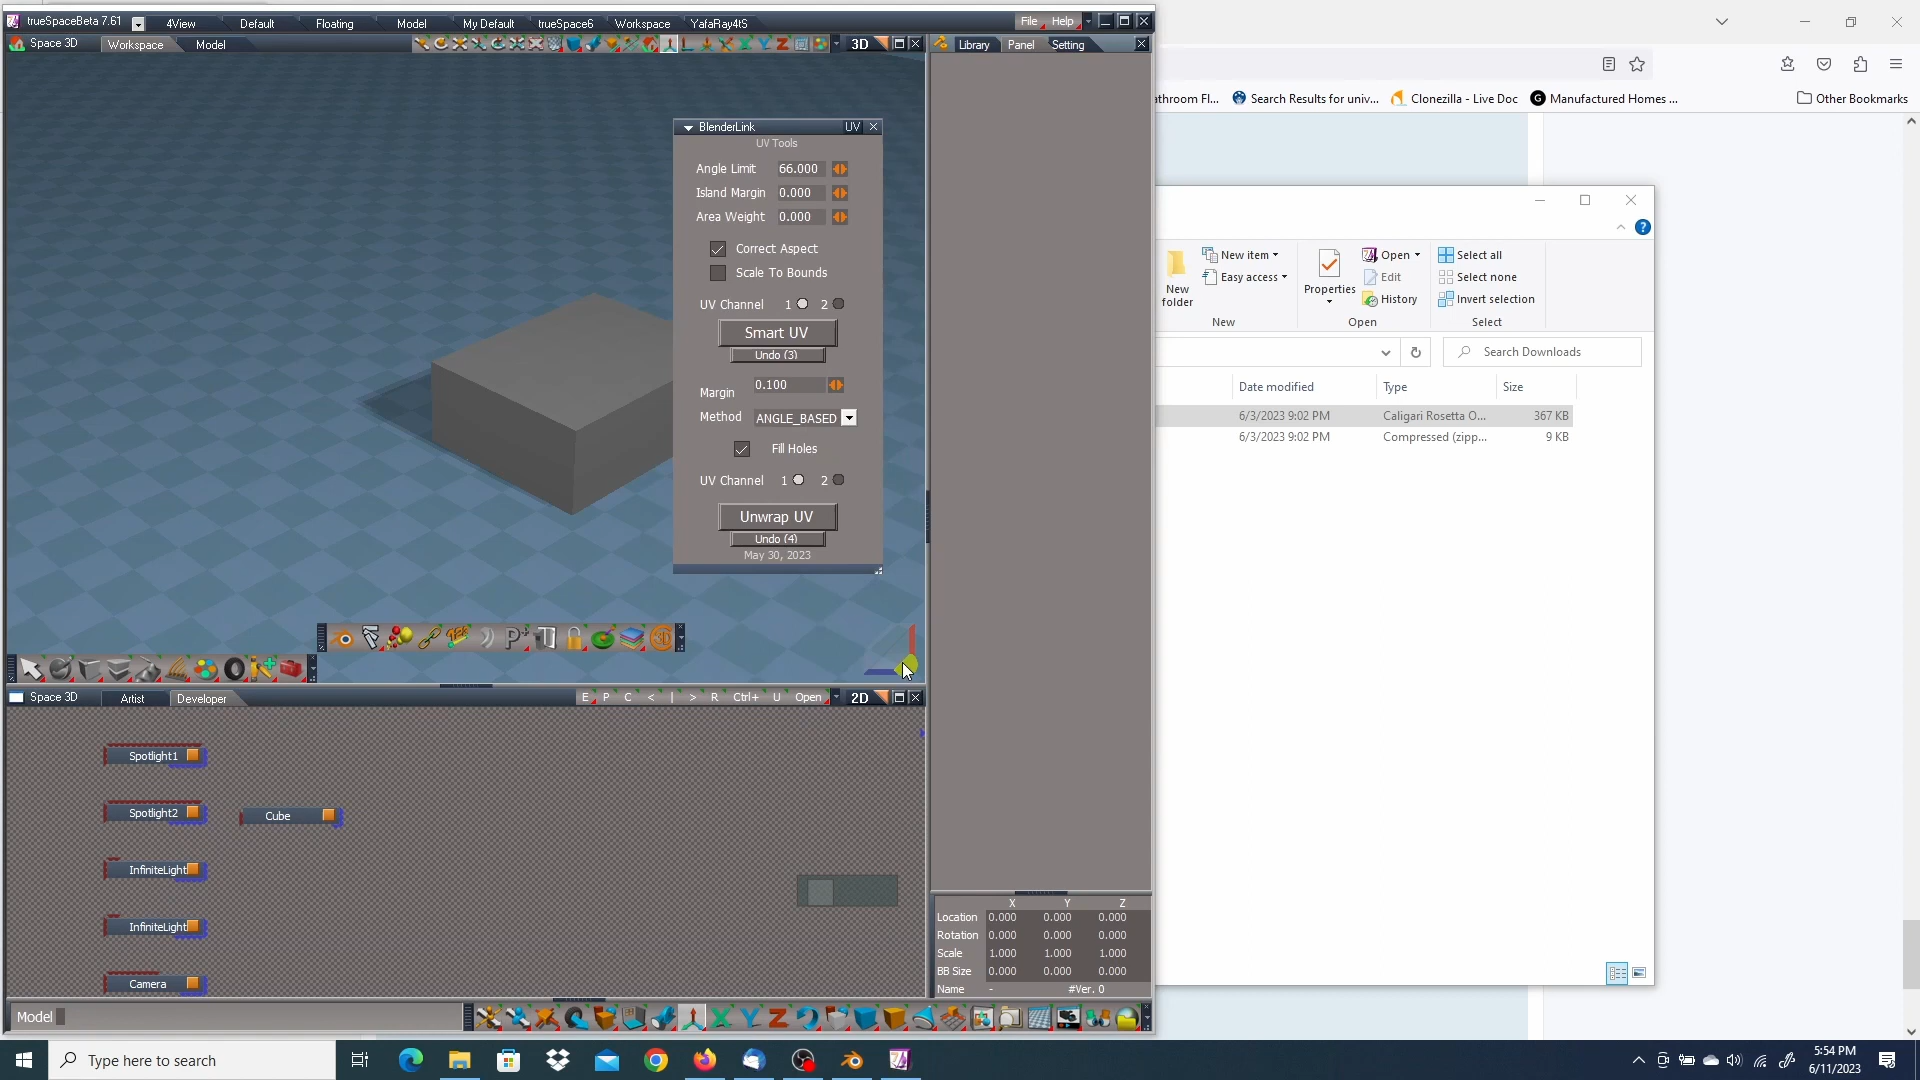 trueSpaceBeta 7.61
4View
Default
Floating
Model
My Default
trueSpace6
Workspace
YafaRay4tS
File
Help
Space 3D
Workspace
Model
3D
Library
Panel
Setting
athroom Fl...
Search Results for univ...
Clonezilla - Live Doc
Manufactured Homes ...
Other Bookmarks
BlenderLink
UV
UV Tools
Angle Limit 66.000
Island Margin 0.000
Area Weight 0.000
Correct Aspect
Scale To Bounds
UV Channel 1 2
Smart UV
Undo (3)
Margin 0.100
Method ANGLE_BASED
Fill Holes
UV Channel 1 2
Unwrap UV
Undo (4)
May 30, 2023
New folder
New item
Easy access
New
Properties
Open
Edit
History
Open
Select all
Select none
Invert selection
Select
Search Downloads
Date modified
Type
Size
6/3/2023 9:02 PM Caligari Rosetta O... 367 KB
6/3/2023 9:02 PM Compressed (zipp... 9 KB
Space 3D
Artist
Developer
E P C < | > R Ctrl+ U Open
2D
Spotlight1
Spotlight2
Cube
InfiniteLight
InfiniteLight
Camera
X Y Z
Location 0.000 0.000 0.000
Rotation 0.000 0.000 0.000
Scale 1.000 1.000 1.000
BB Size 0.000 0.000 0.000
Name - #Ver. 0
Model
Type here to search
5:54 PM
6/11/2023